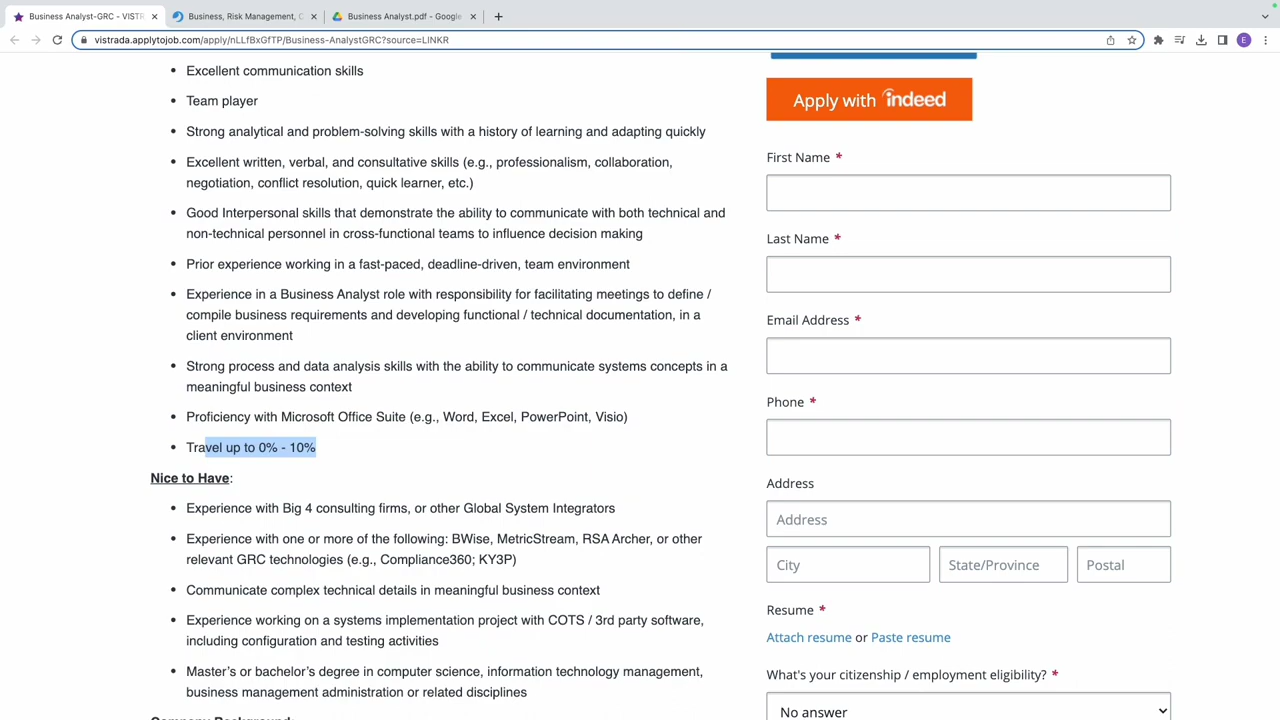 Business Analyst-GRC - VISTR
Business, Risk Management, C
Business Analyst.pdf - Google
vistrada.applytojob.com/apply/nLLfBxGfTP/Business-AnalystGRC?source=LINKR
E
Excellent communication skills
Team player
Strong analytical and problem-solving skills with a history of learning and adapting quickly
Excellent written, verbal, and consultative skills (e.g., professionalism, collaboration,
negotiation, conflict resolution, quick learner, etc.)
Good Interpersonal skills that demonstrate the ability to communicate with both technical and
non-technical personnel in cross-functional teams to influence decision making
Prior experience working in a fast-paced, deadline-driven, team environment
Experience in a Business Analyst role with responsibility for facilitating meetings to define /
compile business requirements and developing functional / technical documentation, in a
client environment
Strong process and data analysis skills with the ability to communicate systems concepts in a
meaningful business context
Proficiency with Microsoft Office Suite (e.g., Word, Excel, PowerPoint, Visio)
Travel up to 0% - 10%
Nice to Have:
Experience with Big 4 consulting firms, or other Global System Integrators
Experience with one or more of the following: BWise, MetricStream, RSA Archer, or other
relevant GRC technologies (e.g., Compliance360; KY3P)
Communicate complex technical details in meaningful business context
Experience working on a systems implementation project with COTS / 3rd party software,
including configuration and testing activities
Master's or bachelor's degree in computer science, information technology management,
business management administration or related disciplines
Company Background:
Apply with indeed
First Name *
Last Name *
Email Address *
Phone *
Address
Address
City
State/Province
Postal
Resume *
Attach resume or Paste resume
What's your citizenship / employment eligibility? *
No answer